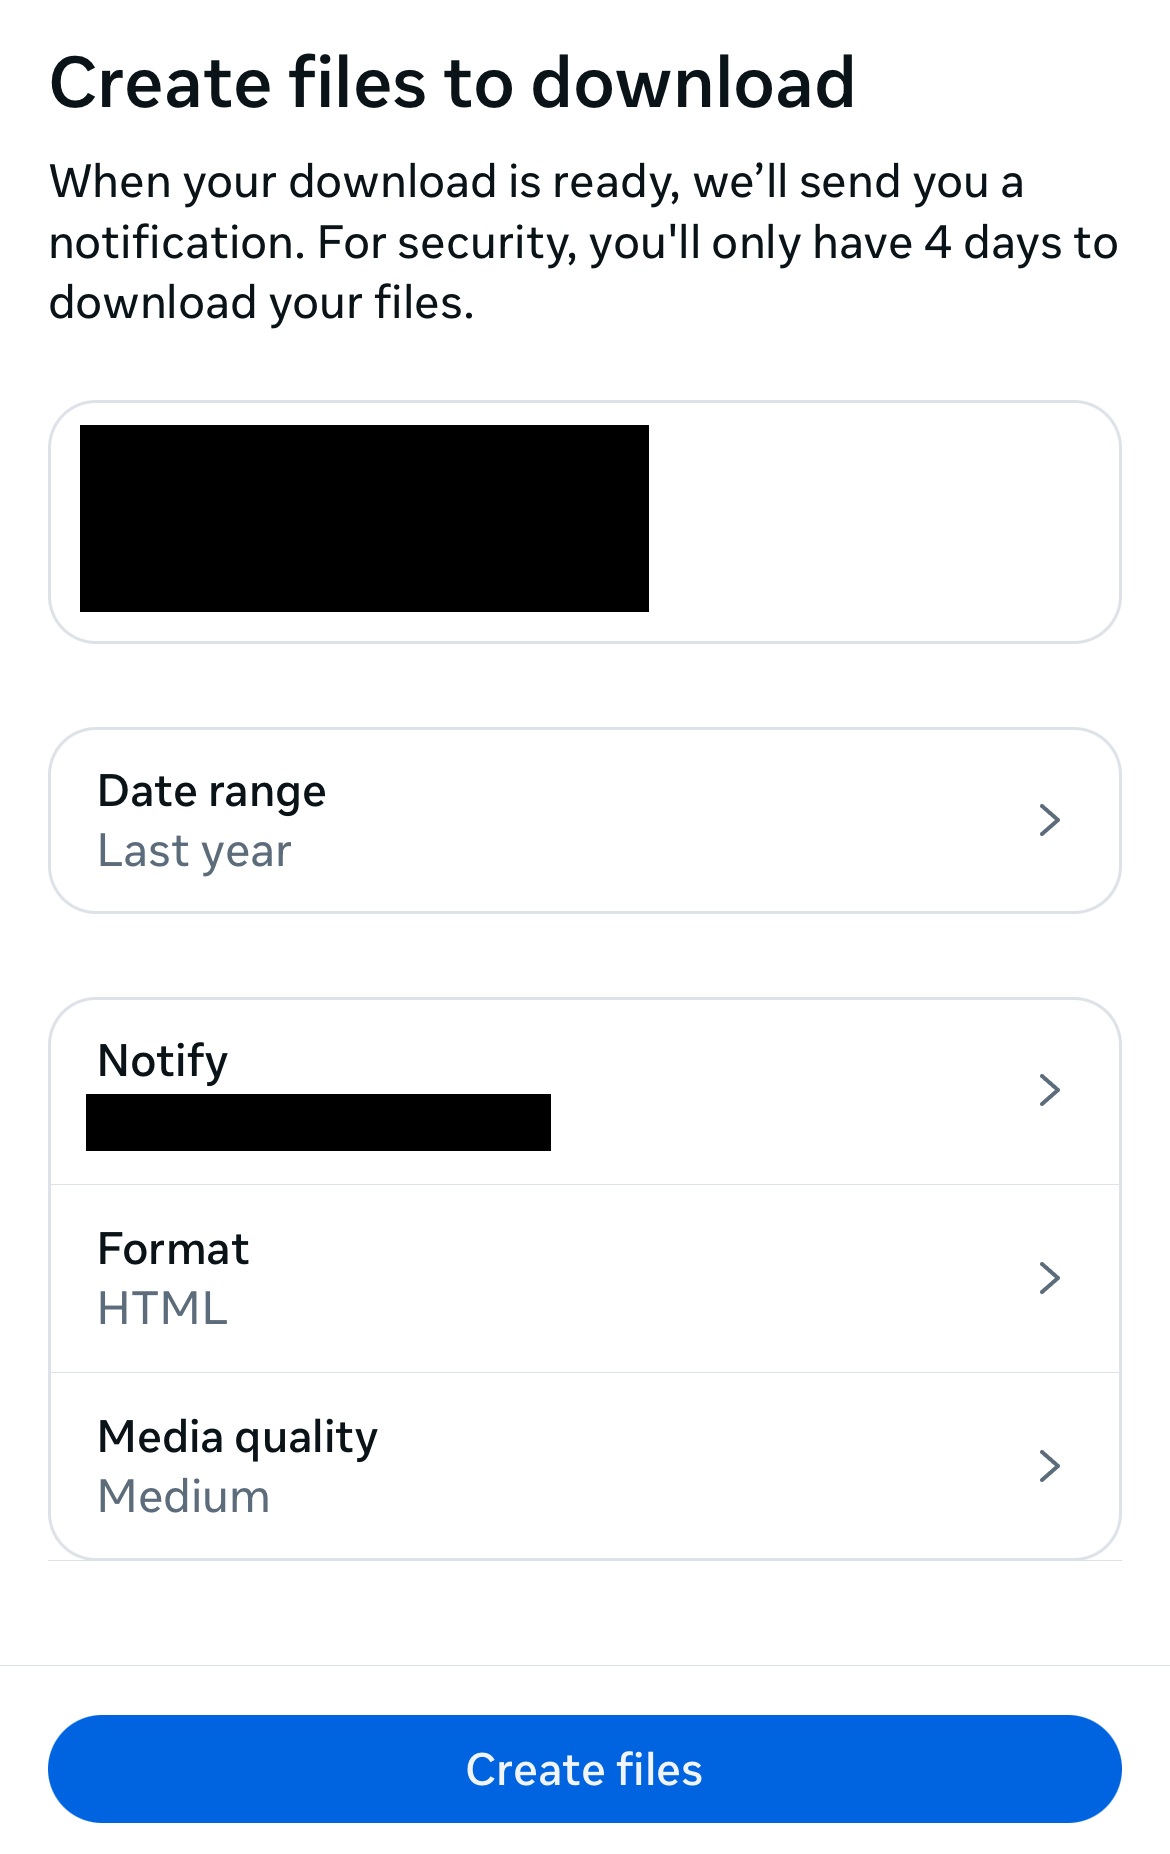 Create files to download
When your download is ready, we’ll send you a
notification. For security, you'll only have 4 days to
download your files.
Date range
Last year
Notify
Format
HTML
Media quality
Medium
Create files